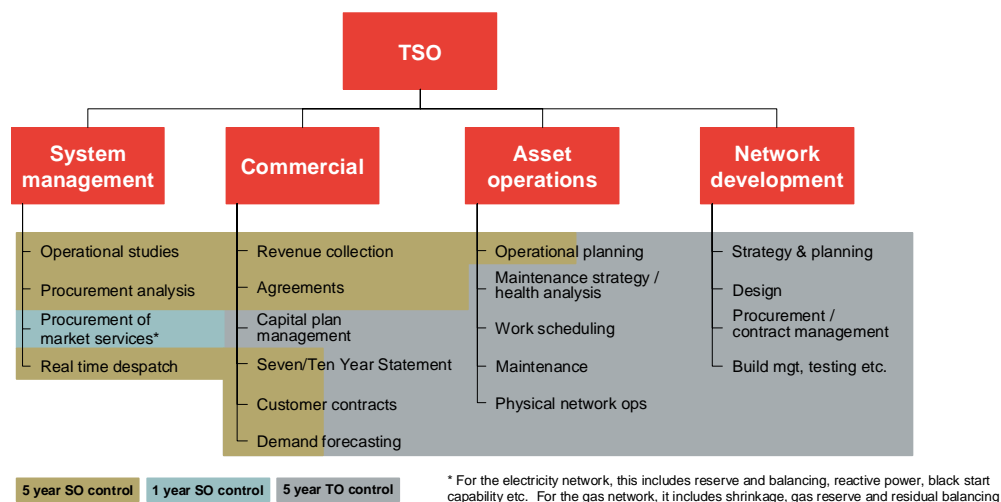 TSO
System
management
Commercial
Asset
operations
Network
development
Operational studies
Procurement analysis
Procurement of
market services*
Real time despatch
Revenue collection
Agreements
Capital plan
management
Seven/Ten Year Statement
Customer contracts
Demand forecasting
Operational planning
Maintenance strategy /
health analysis
Work scheduling
Maintenance
Physical network ops
Strategy & planning
Design
Procurement /
contract management
Build mgt, testing etc.
5 year SO control
1 year SO control
5 year TO control
* For the electricity network, this includes reserve and balancing, reactive power, black start
capability etc. For the gas network, it includes shrinkage, gas reserve and residual balancing